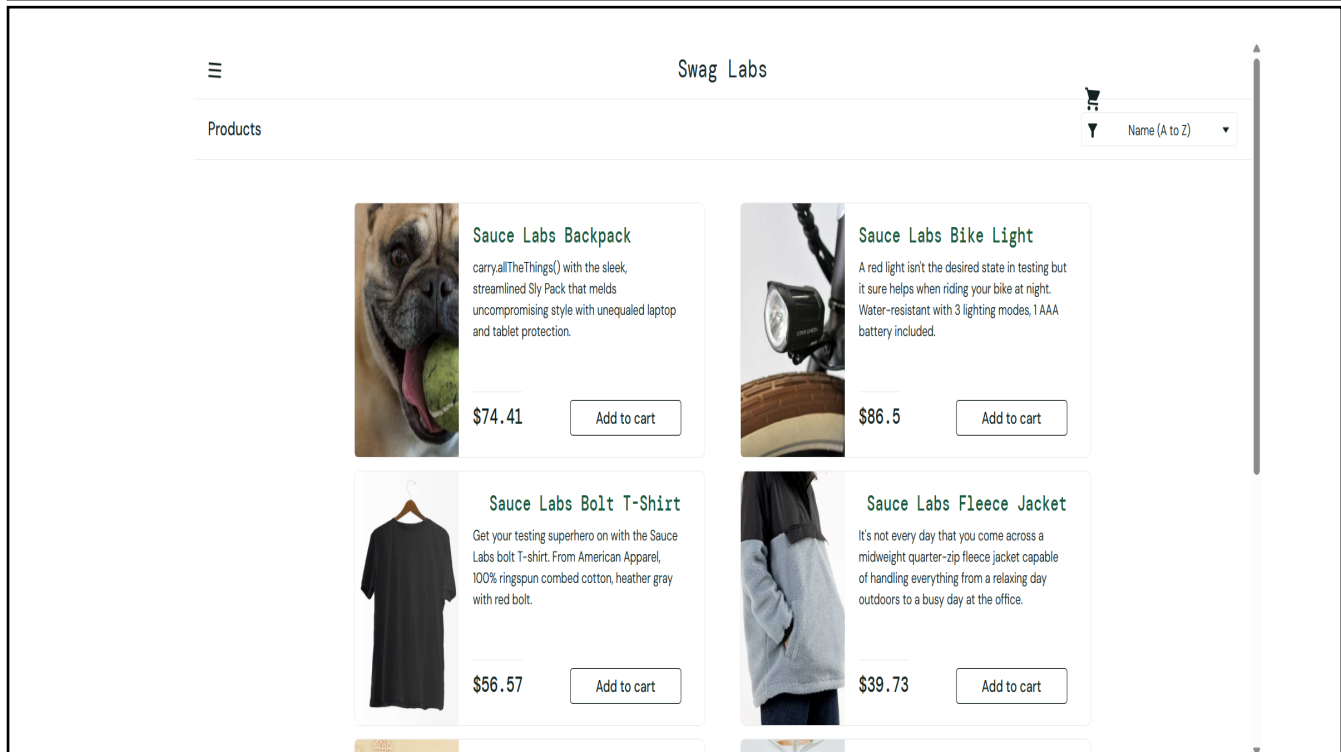 Swag Labs
Products
Name (A to Z)
Sauce Labs Backpack
carry.allTheThings() with the sleek,
streamlined Sly Pack that melds
uncompromising style with unequaled laptop
and tablet protection.
$74.41
Add to cart
Sauce Labs Bike Light
A red light isn't the desired state in testing but
it sure helps when riding your bike at night.
Water-resistant with 3 lighting modes, 1 AAA
battery included.
$86.5
Add to cart
Sauce Labs Bolt T-Shirt
Get your testing superhero on with the Sauce
Labs bolt T-shirt. From American Apparel,
100% ringspun combed cotton, heather gray
with red bolt.
$56.57
Add to cart
Sauce Labs Fleece Jacket
It's not every day that you come across a
midweight quarter-zip fleece jacket capable
of handling everything from a relaxing day
outdoors to a busy day at the office.
$39.73
Add to cart